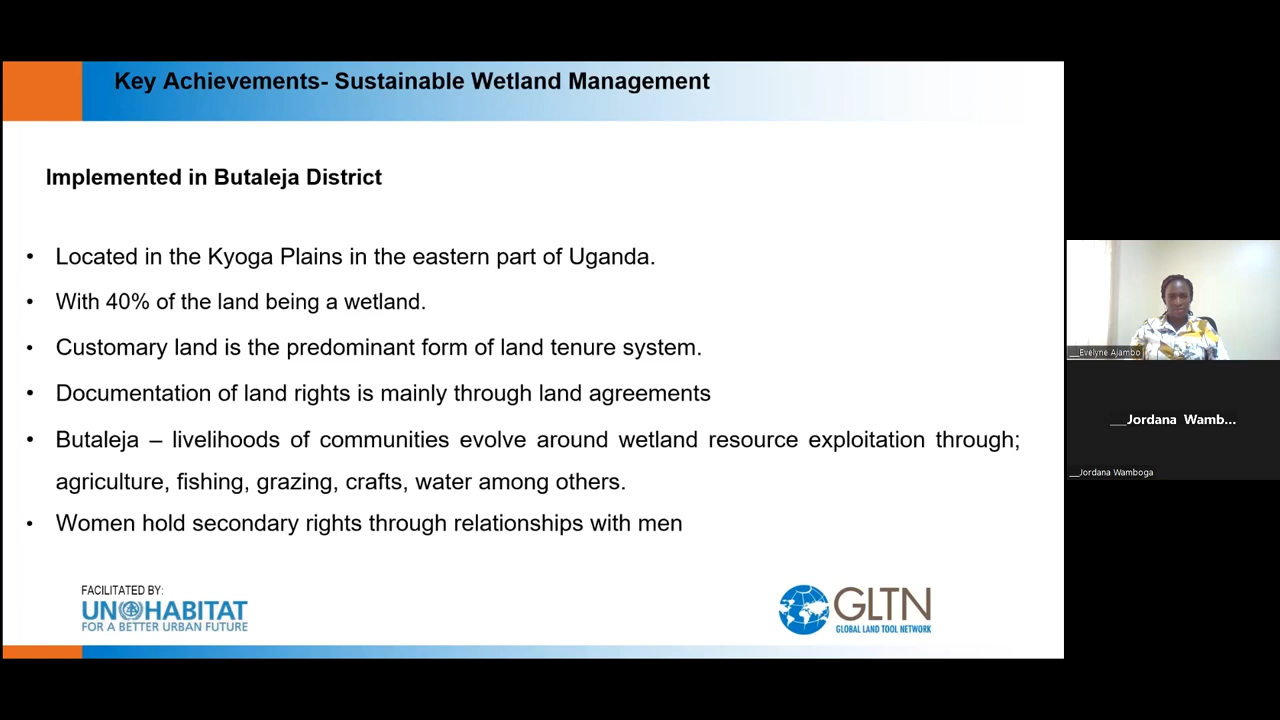 Key Achievements- Sustainable Wetland Management
Implemented in Butaleja District
• Located in the Kyoga Plains in the eastern part of Uganda.
• With 40% of the land being a wetland.
• Customary land is the predominant form of land tenure system.
• Documentation of land rights is mainly through land agreements
• Butaleja – livelihoods of communities evolve around wetland resource exploitation through;
agriculture, fishing, grazing, crafts, water among others.
• Women hold secondary rights through relationships with men
FACILITATED BY:
UN HABITAT
FOR A BETTER URBAN FUTURE
GLTN
GLOBAL LAND TOOL NETWORK
__Evelyne Ajambo
__Jordana Wamb...
__Jordana Wamboga